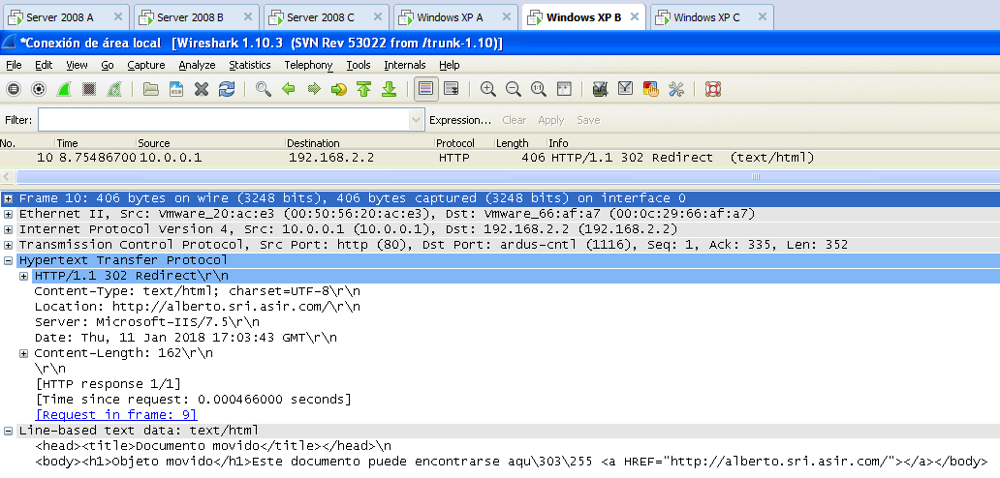 Server 2008 A Server 2008 B Server 2008 C Windows XP A Windows XP B Windows XP C
*Conexión de área local [Wireshark 1.10.3 (SVN Rev 53022 from /trunk-1.10)]
File Edit View Go Capture Analyze Statistics Telephony Tools Internals Help
Filter: Expression... Clear Apply Save
No. Time Source Destination Protocol Length Info
10 8.75486700 10.0.0.1 192.168.2.2 HTTP 406 HTTP/1.1 302 Redirect (text/html)
Frame 10: 406 bytes on wire (3248 bits), 406 bytes captured (3248 bits) on interface 0
Ethernet II, Src: Vmware_20:ac:e3 (00:50:56:20:ac:e3), Dst: Vmware_66:af:a7 (00:0c:29:66:af:a7)
Internet Protocol Version 4, Src: 10.0.0.1 (10.0.0.1), Dst: 192.168.2.2 (192.168.2.2)
Transmission Control Protocol, Src Port: http (80), Dst Port: ardus-cntl (1116), Seq: 1, Ack: 335, Len: 352
Hypertext Transfer Protocol
HTTP/1.1 302 Redirect\r\n
Content-Type: text/html; charset=UTF-8\r\n
Location: http://alberto.sri.asir.com/\r\n
Server: Microsoft-IIS/7.5\r\n
Date: Thu, 11 Jan 2018 17:03:43 GMT\r\n
Content-Length: 162\r\n
\r\n
[HTTP response 1/1]
[Time since request: 0.000466000 seconds]
[Request in frame: 9]
Line-based text data: text/html
<head><title>Documento movido</title></head>\n
<body><h1>Objeto movido</h1>Este documento puede encontrarse aqu\303\255 <a HREF="http://alberto.sri.asir.com/"></a></body>